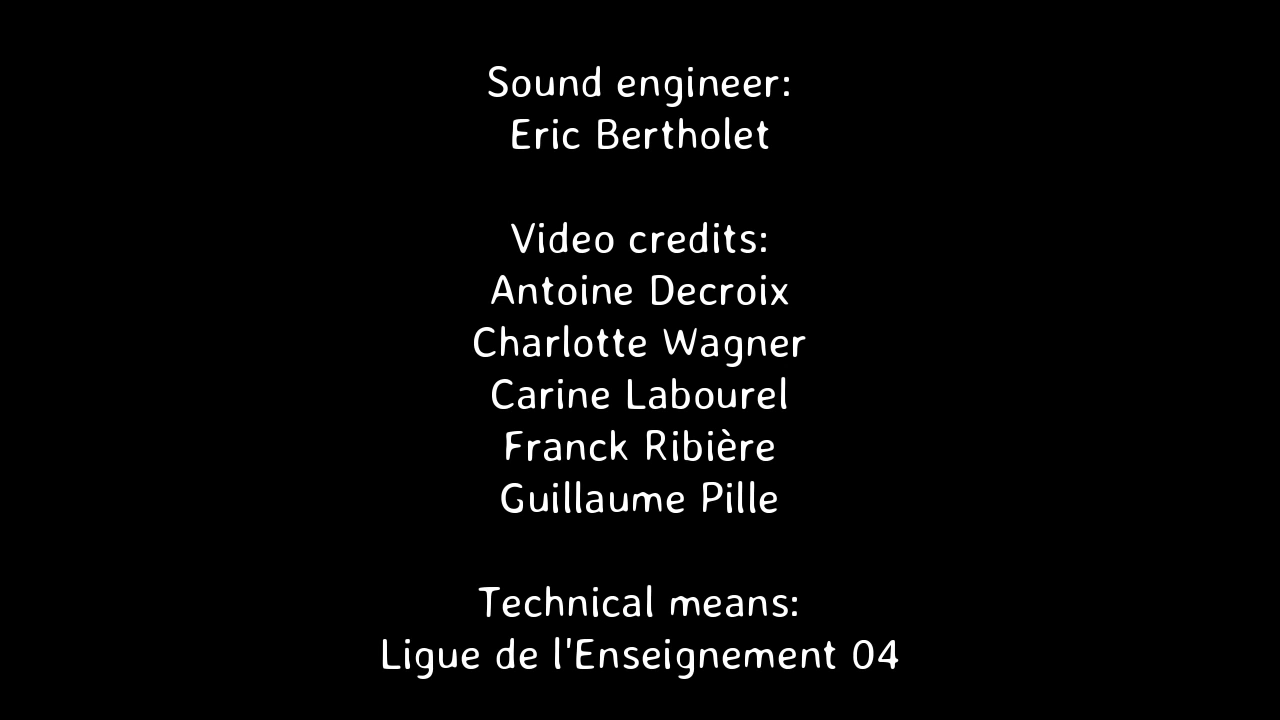 Sound engineer:
Eric Bertholet
Video credits:
Antoine Decroix
Charlotte Wagner
Carine Labourel
Franck Ribière
Guillaume Pille
Technical means:
Ligue de l'Enseignement 04